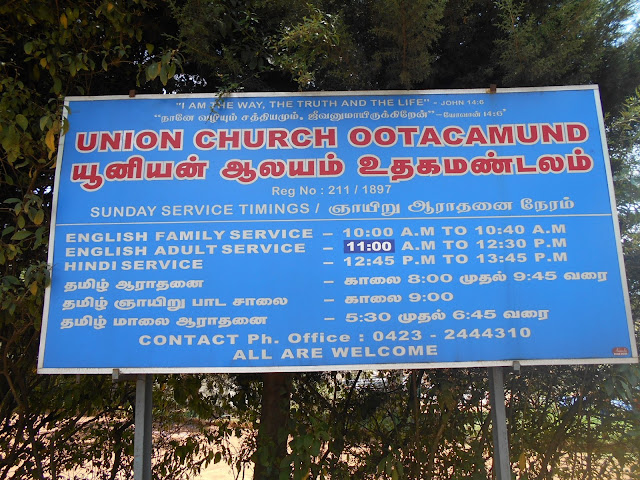 "I AM THE WAY, THE TRUTH AND THE LIFE" - JOHN 14:6
"நானே வழியும் சத்தியமும், ஜீவனுமாயிருக்கிறேன்" - யோவான் 14:6
UNION CHURCH OOTACAMUND
யூனியன் ஆலயம் உதகமண்டலம்
Reg No : 211 / 1897
SUNDAY SERVICE TIMINGS / ஞாயிறு ஆராதனை நேரம்
ENGLISH FAMILY SERVICE - 10:00 A.M TO 10:40 A.M
ENGLISH ADULT SERVICE - 11:00 A.M TO 12:30 P.M
HINDI SERVICE - 12:45 P.M TO 13:45 P.M
தமிழ் ஆராதனை - காலை 8:00 முதல் 9:45 வரை
தமிழ் ஞாயிறு பாட சாலை - காலை 9:00
தமிழ் மாலை ஆராதனை - 5:30 முதல் 6:45 வரை
CONTACT Ph. Office : 0423 - 2444310
ALL ARE WELCOME